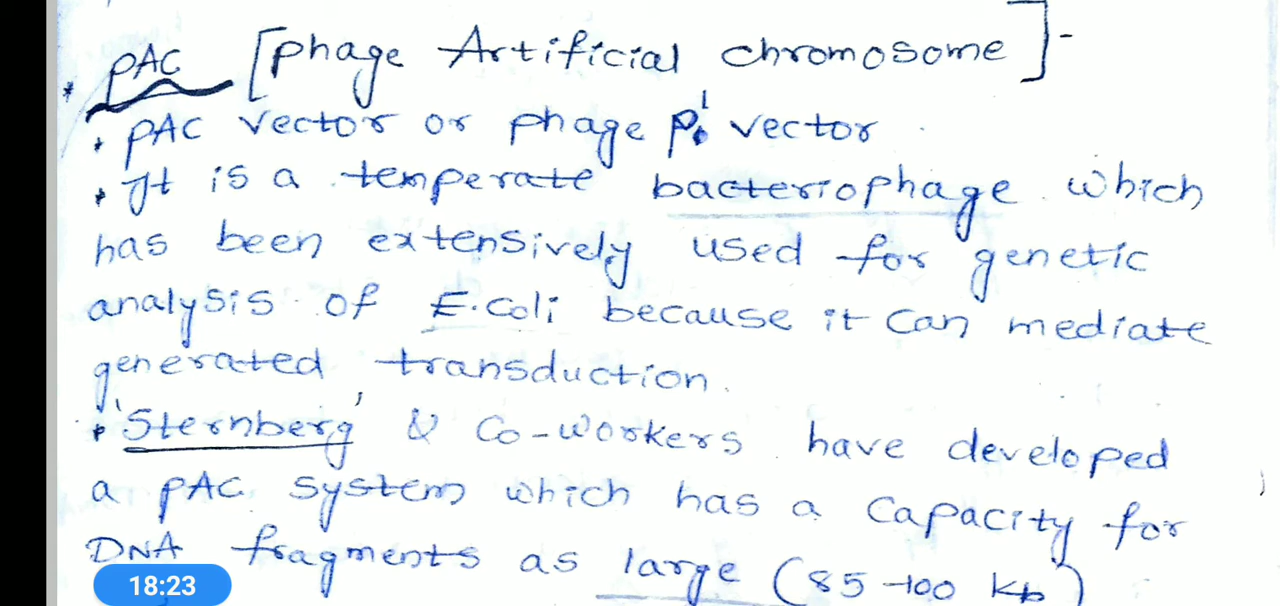 * PAC [phage Artificial chromosome]-
• PAC vector or phage P1 vector
• It is a temperate bacteriophage which
has been extensively used for genetic
analysis of E.coli because it can mediate
generated transduction.
• 'Sternberg' & Co-workers have developed
a PAC system which has a capacity for
DNA fragments as large (85-100 kb)
18:23